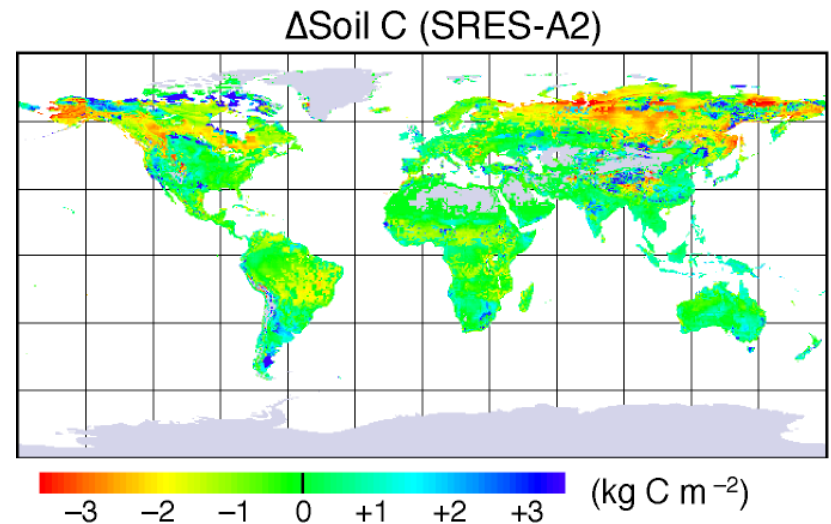 ΔSoil C (SRES-A2)
−3 −2 −1 0 +1 +2 +3 (kg C m⁻²)